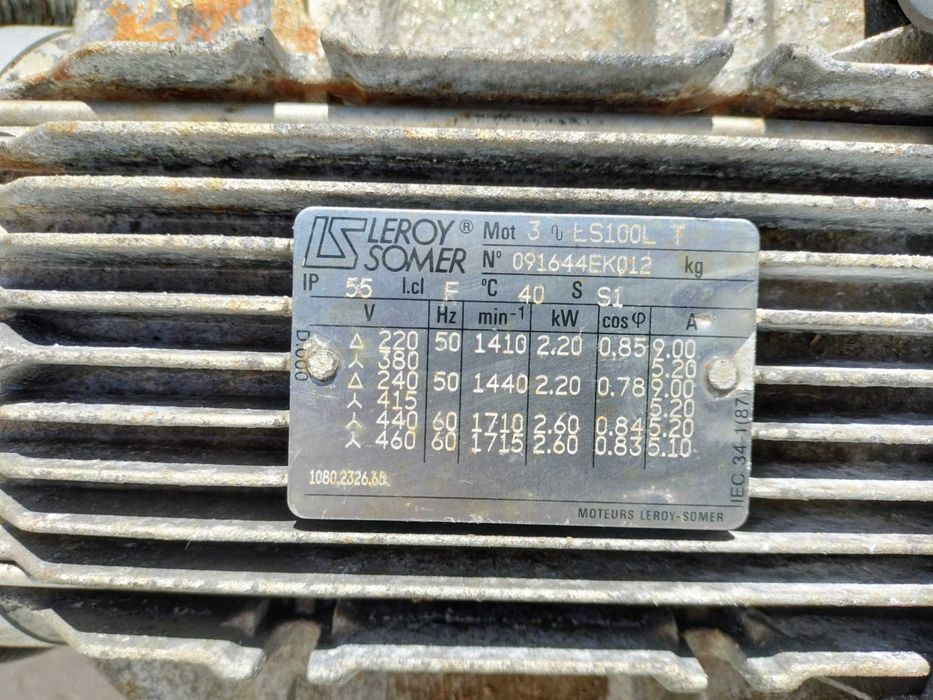 LS LEROY® SOMER Mot 3 ∿ LS100L T
N° 091644EK012 kg
IP 55 I.cl F °C 40 S S1
V Hz min-1 kW cos φ A
Δ 220 50 1410 2.20 0.85 9.00
⅄ 380 5.20
Δ 240 50 1440 2.20 0.78 9.00
⅄ 415 5.20
⅄ 440 60 1710 2.60 0.84 5.20
⅄ 460 60 1715 2.60 0.83 5.10
1080.2326.65
MOTEURS LEROY-SOMER
D 000
IEC 34-1(87)